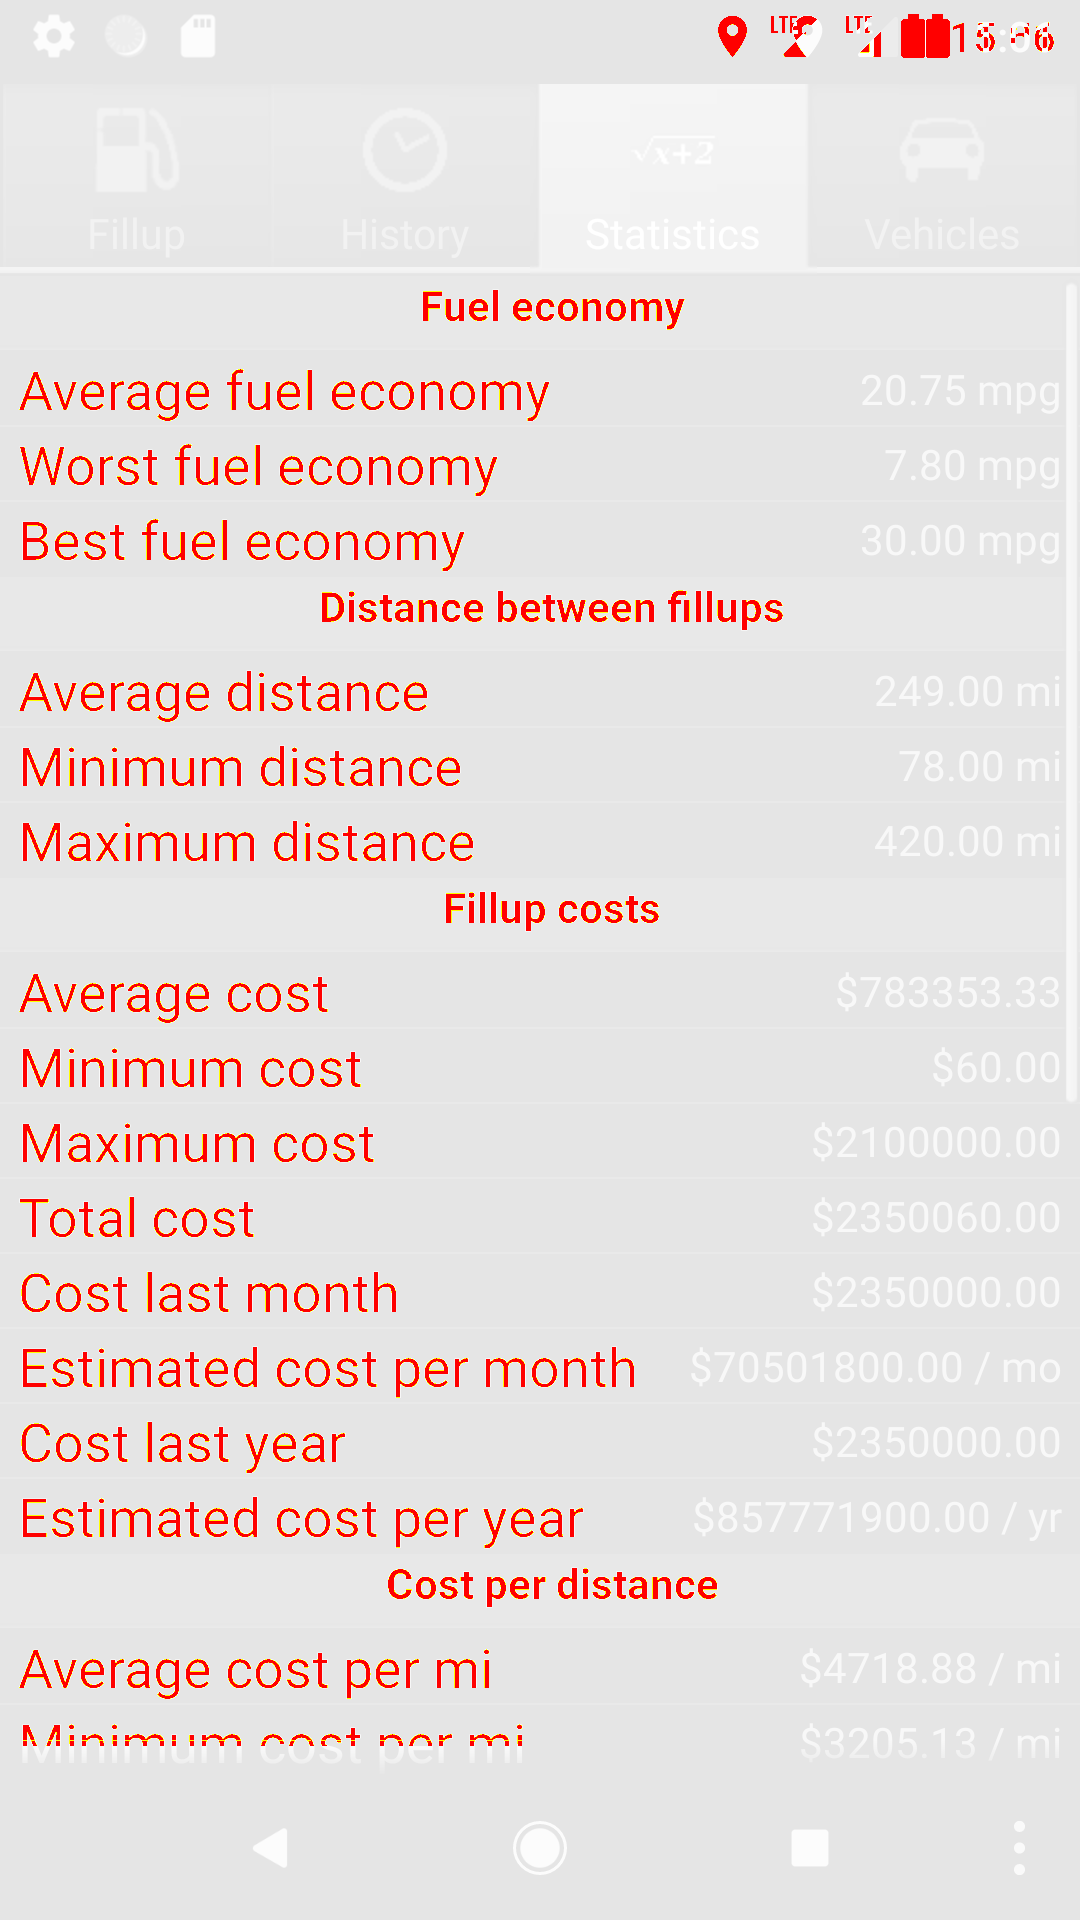 LTE LTE
Fillup History √x+2 Statistics Vehicles
Fuel economy
Average fuel economy 20.75 mpg
Worst fuel economy 7.80 mpg
Best fuel economy 30.00 mpg
Distance between fillups
Average distance 249.00 mi
Minimum distance 78.00 mi
Maximum distance 420.00 mi
Fillup costs
Average cost $783353.33
Minimum cost $60.00
Maximum cost $2100000.00
Total cost $2350060.00
Cost last month $2350000.00
Estimated cost per month $70501800.00 / mo
Cost last year $2350000.00
Estimated cost per year $857771900.00 / yr
Cost per distance
Average cost per mi $4718.88 / mi
Minimum cost per mi $3205.13 / mi